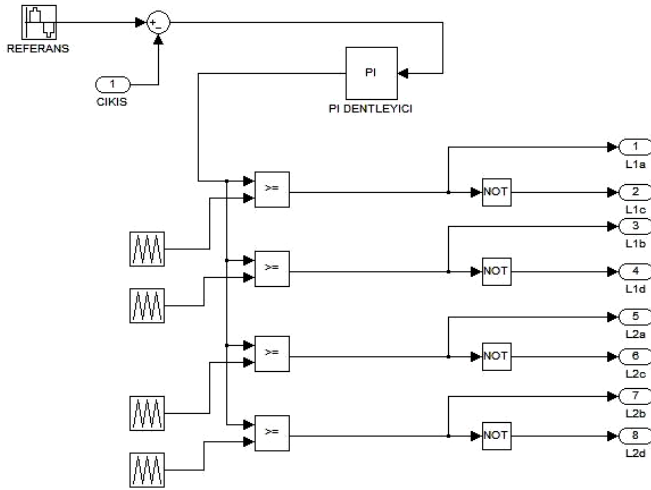 REFERANS
+
-
1
CIKIS
PI
PI DENTLEYICI
>=
1
L1a
NOT
2
L1c
3
L1b
>=
NOT
4
L1d
5
L2a
>=
NOT
6
L2c
7
L2b
>=
NOT
8
L2d